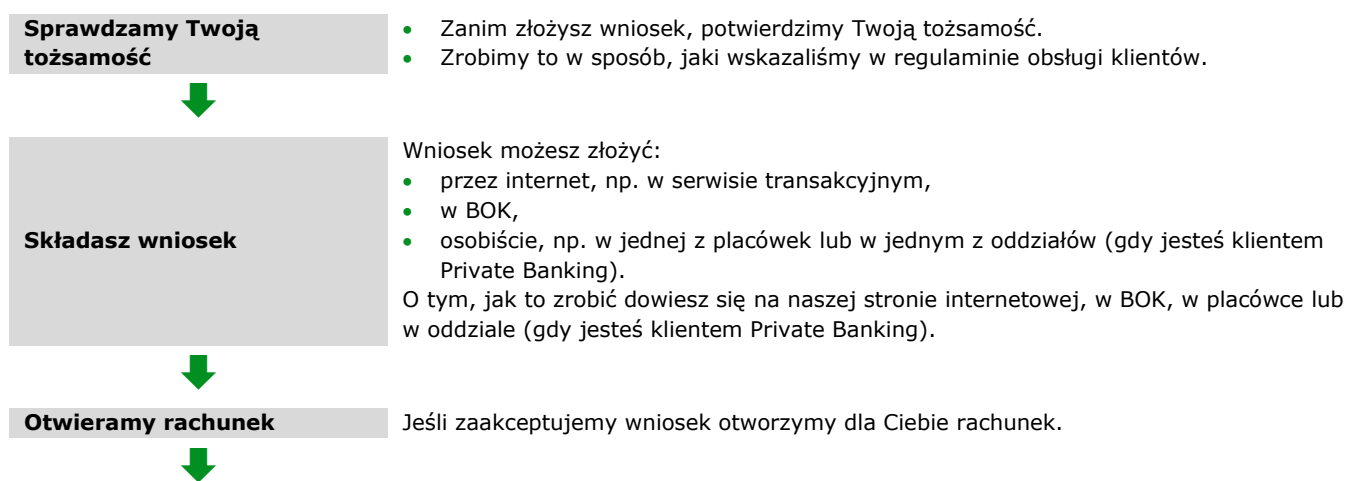 Sprawdzamy Twoją
tożsamość
• Zanim złożysz wniosek, potwierdzimy Twoją tożsamość.
• Zrobimy to w sposób, jaki wskazaliśmy w regulaminie obsługi klientów.
Składasz wniosek
Wniosek możesz złożyć:
• przez internet, np. w serwisie transakcyjnym,
• w BOK,
• osobiście, np. w jednej z placówek lub w jednym z oddziałów (gdy jesteś klientem
Private Banking).
O tym, jak to zrobić dowiesz się na naszej stronie internetowej, w BOK, w placówce lub
w oddziale (gdy jesteś klientem Private Banking).
Otwieramy rachunek
Jeśli zaakceptujemy wniosek otworzymy dla Ciebie rachunek.